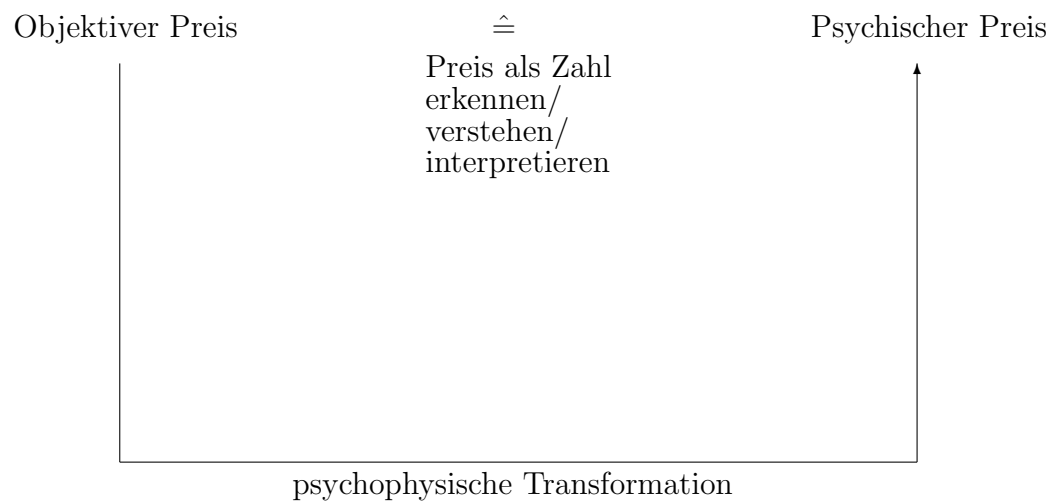 Objektiver Preis ≙ Psychischer Preis
Preis als Zahl
erkennen/
verstehen/
interpretieren
psychophysische Transformation